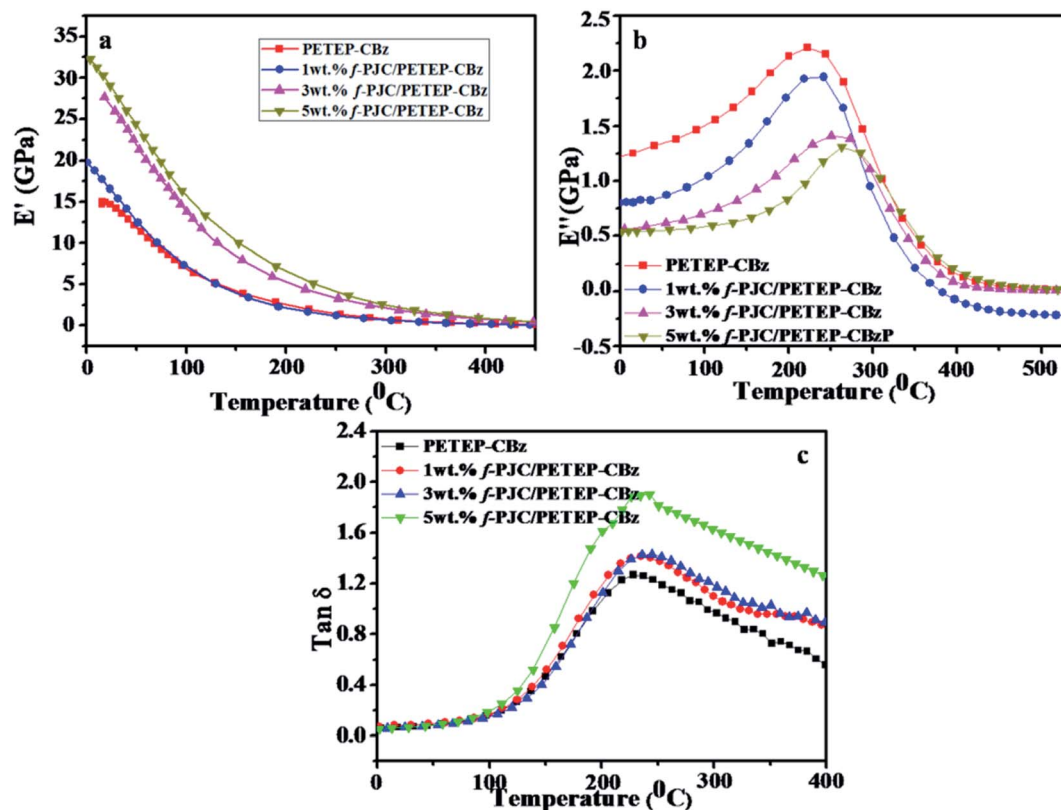 a
35
30
25
20
15
10
5
0
E' (GPa)
PETEP-CBz
1wt.% f-PJC/PETEP-CBz
3wt.% f-PJC/PETEP-CBz
5wt.% f-PJC/PETEP-CBz
0 100 200 300 400
Temperature (⁰C)
b
2.5
2.0
1.5
1.0
0.5
0.0
-0.5
E'' (GPa)
PETEP-CBz
1wt.% f-PJC/PETEP-CBz
3wt.% f-PJC/PETEP-CBz
5wt.% f-PJC/PETEP-CBzP
0 100 200 300 400 500
Temperature (⁰C)
c
2.4
2.0
1.6
1.2
0.8
0.4
0.0
Tan δ
PETEP-CBz
1wt.% f-PJC/PETEP-CBz
3wt.% f-PJC/PETEP-CBz
5wt.% f-PJC/PETEP-CBz
0 100 200 300 400
Temperature (⁰C)